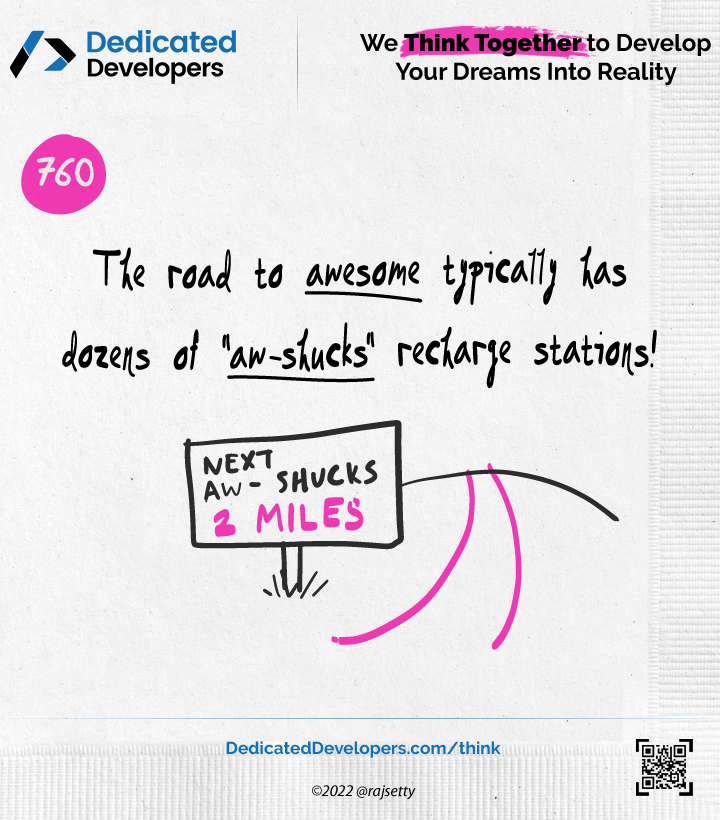 Dedicated
Developers
We Think Together to Develop
Your Dreams Into Reality
760
The road to awesome typically has
dozens of "aw-shucks" recharge stations!
NEXT
AW- SHUCKS
2 MILES
DedicatedDevelopers.com/think
©2022 @rajsetty